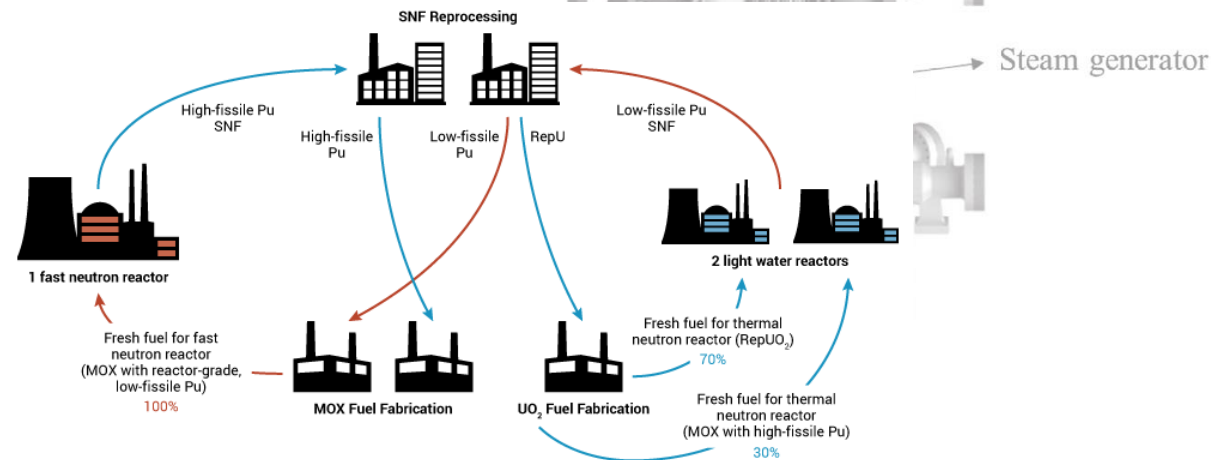 SNF Reprocessing
Steam generator
High-fissile Pu
SNF
High-fissile
Pu
Low-fissile
Pu
RepU
Low-fissile Pu
SNF
1 fast neutron reactor
2 light water reactors
Fresh fuel for fast
neutron reactor
(MOX with reactor-grade,
low-fissile Pu)
100%
MOX Fuel Fabrication
UO₂ Fuel Fabrication
Fresh fuel for thermal
neutron reactor (RepUO₂)
70%
Fresh fuel for thermal
neutron reactor
(MOX with high-fissile Pu)
30%